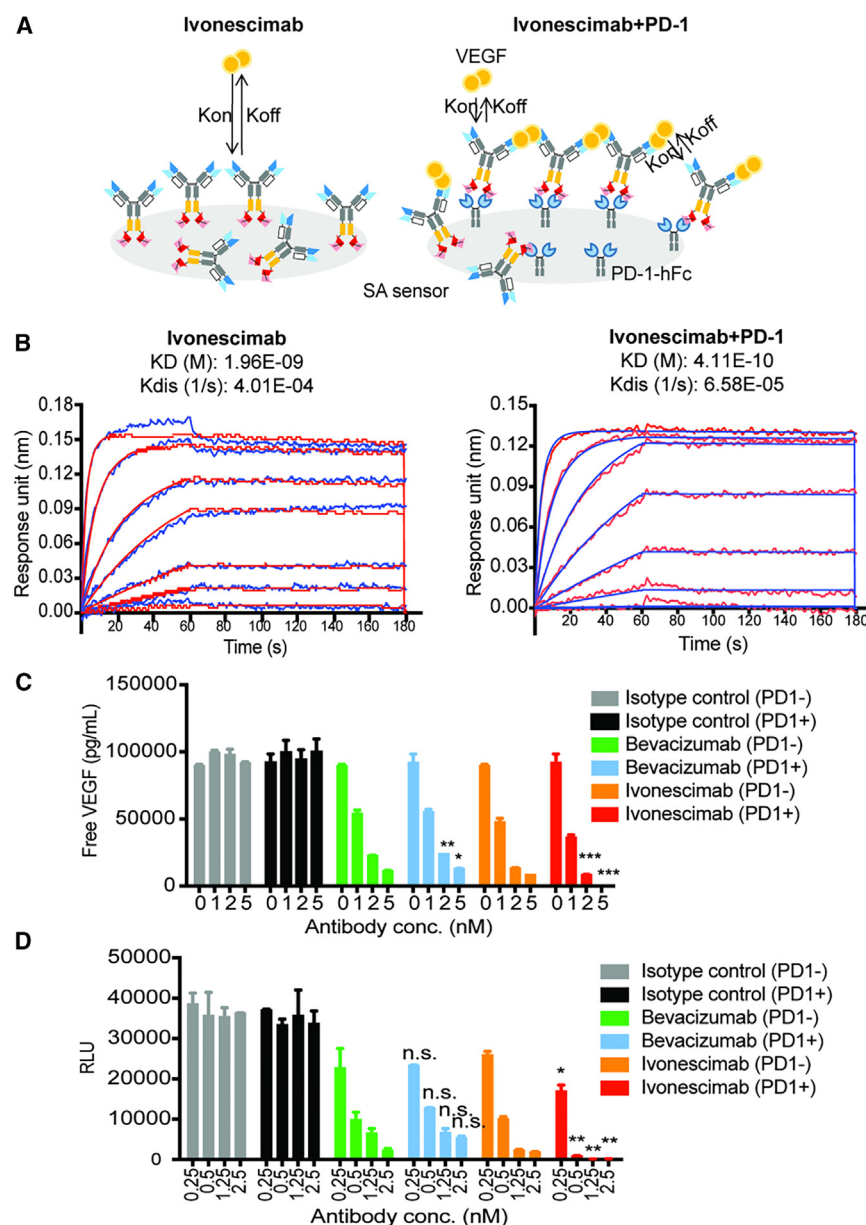 A
Ivonescimab
Ivonescimab+PD-1
VEGF
Kon Koff
Kon Koff
Kon Koff
SA sensor
PD-1-hFc
B
Ivonescimab
KD (M): 1.96E-09
Kdis (1/s): 4.01E-04
Response unit (nm)
0.18
0.15
0.12
0.09
0.06
0.03
0.00
20 40 60 80 100 120 140 160 180
Time (s)
Ivonescimab+PD-1
KD (M): 4.11E-10
Kdis (1/s): 6.58E-05
Response unit (nm)
0.15
0.12
0.09
0.06
0.03
0.00
20 40 60 80 100 120 140 160 180
Time (s)
C
Free VEGF (pg/mL)
150000
100000
50000
0
** * *** ***
0 1 2 5 0 1 2 5 0 1 2 5 0 1 2 5 0 1 2 5 0 1 2 5
Antibody conc. (nM)
Isotype control (PD1-)
Isotype control (PD1+)
Bevacizumab (PD1-)
Bevacizumab (PD1+)
Ivonescimab (PD1-)
Ivonescimab (PD1+)
D
RLU
50000
40000
30000
20000
10000
0
n.s. n.s. n.s. n.s. * ** ** **
0.25 0.5 1.25 2.5 0.25 0.5 1.25 2.5 0.25 0.5 1.25 2.5 0.25 0.5 1.25 2.5 0.25 0.5 1.25 2.5 0.25 0.5 1.25 2.5
Antibody conc. (nM)
Isotype control (PD1-)
Isotype control (PD1+)
Bevacizumab (PD1-)
Bevacizumab (PD1+)
Ivonescimab (PD1-)
Ivonescimab (PD1+)